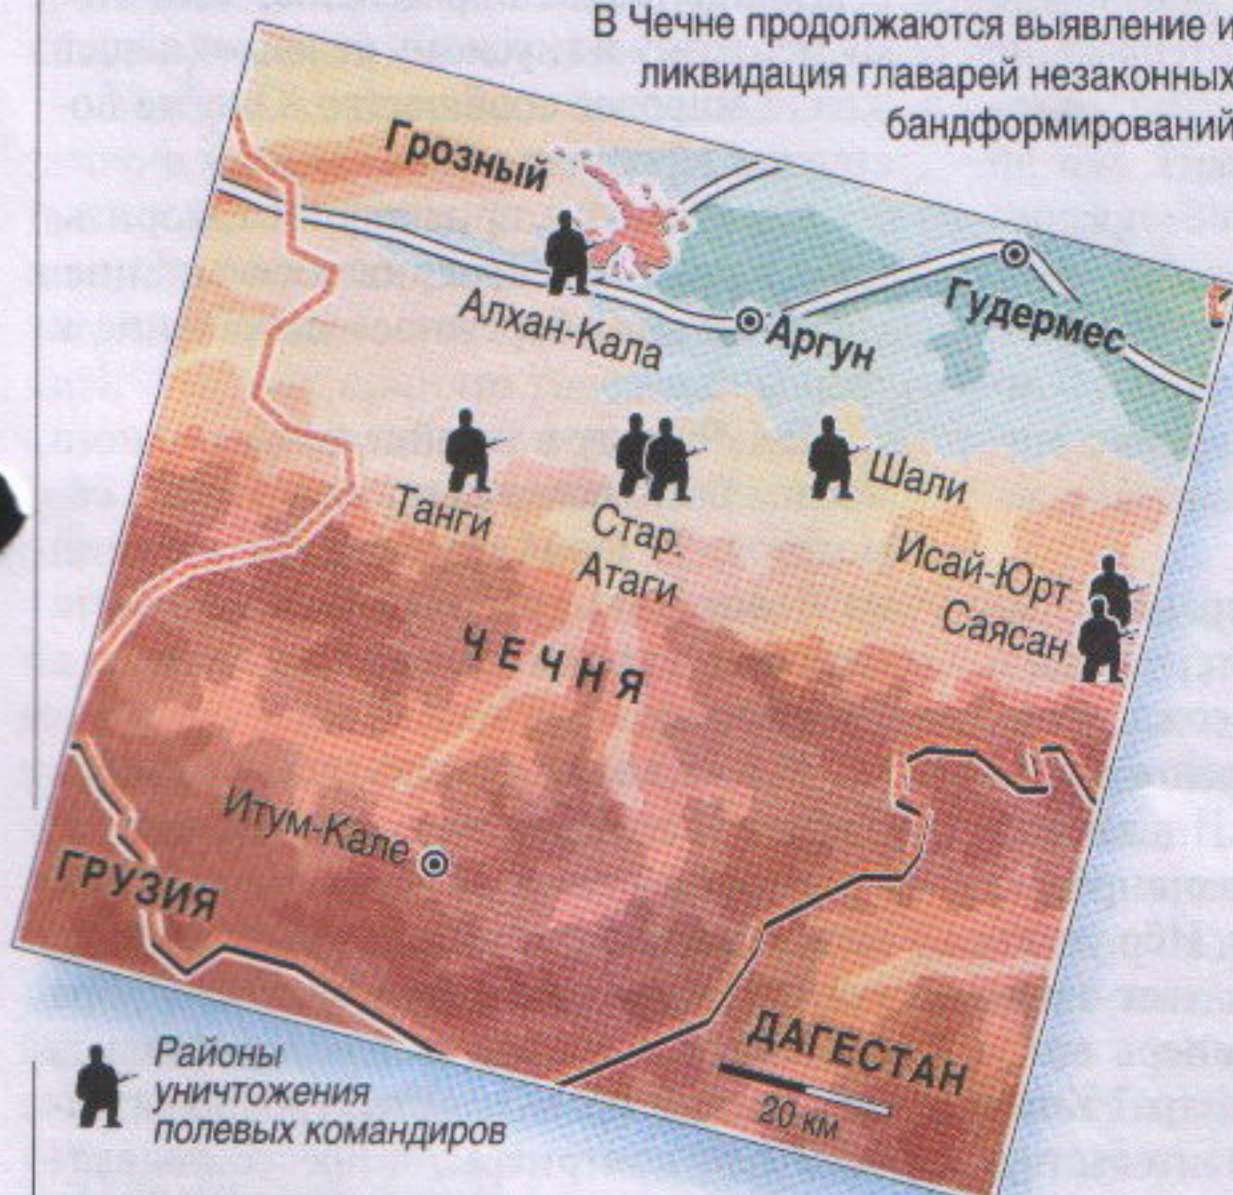 В Чечне продолжаются выявление и
ликвидация главарей незаконных
бандформирований
Грозный
Алхан-Кала
Аргун
Гудермес
Танги
Стар.
Атаги
Шали
Исай-Юрт
Саясан
ЧЕЧНЯ
Итум-Кале
ГРУЗИЯ
ДАГЕСТАН
20 км
Районы
уничтожения
полевых командиров